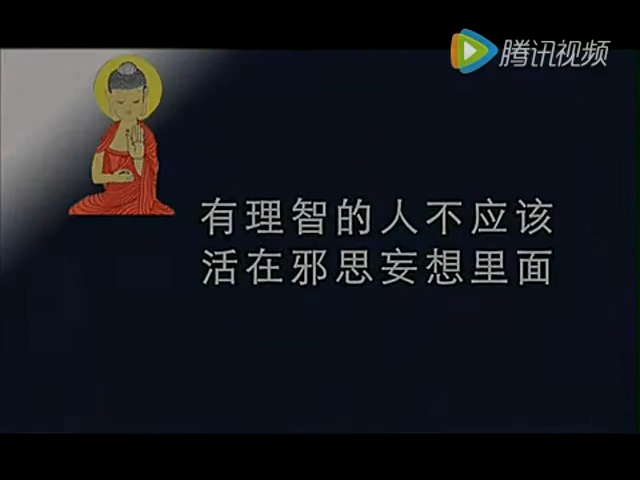 腾讯视频
有理智的人不应该
活在邪思妄想里面